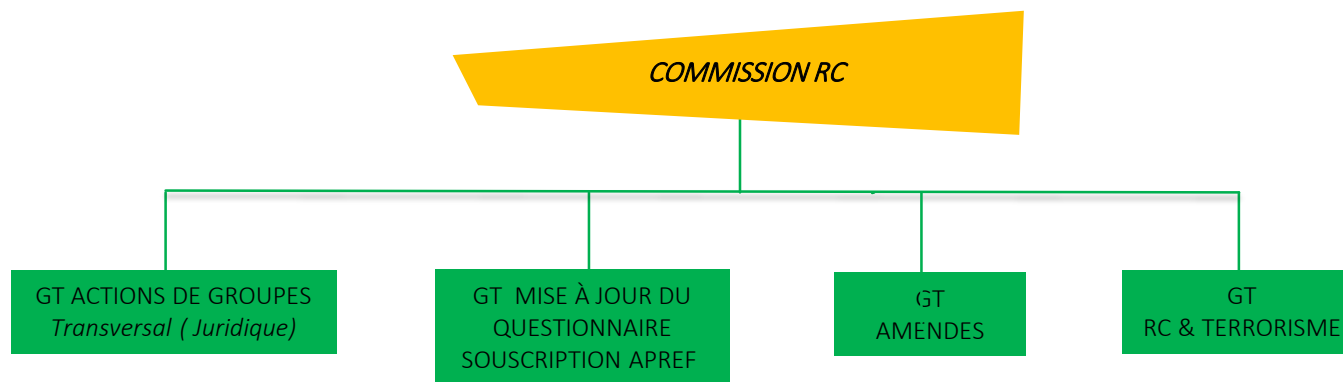 COMMISSION RC
GT ACTIONS DE GROUPES
Transversal ( Juridique)
GT MISE À JOUR DU
QUESTIONNAIRE
SOUSCRIPTION APREF
GT
AMENDES
GT
RC & TERRORISME